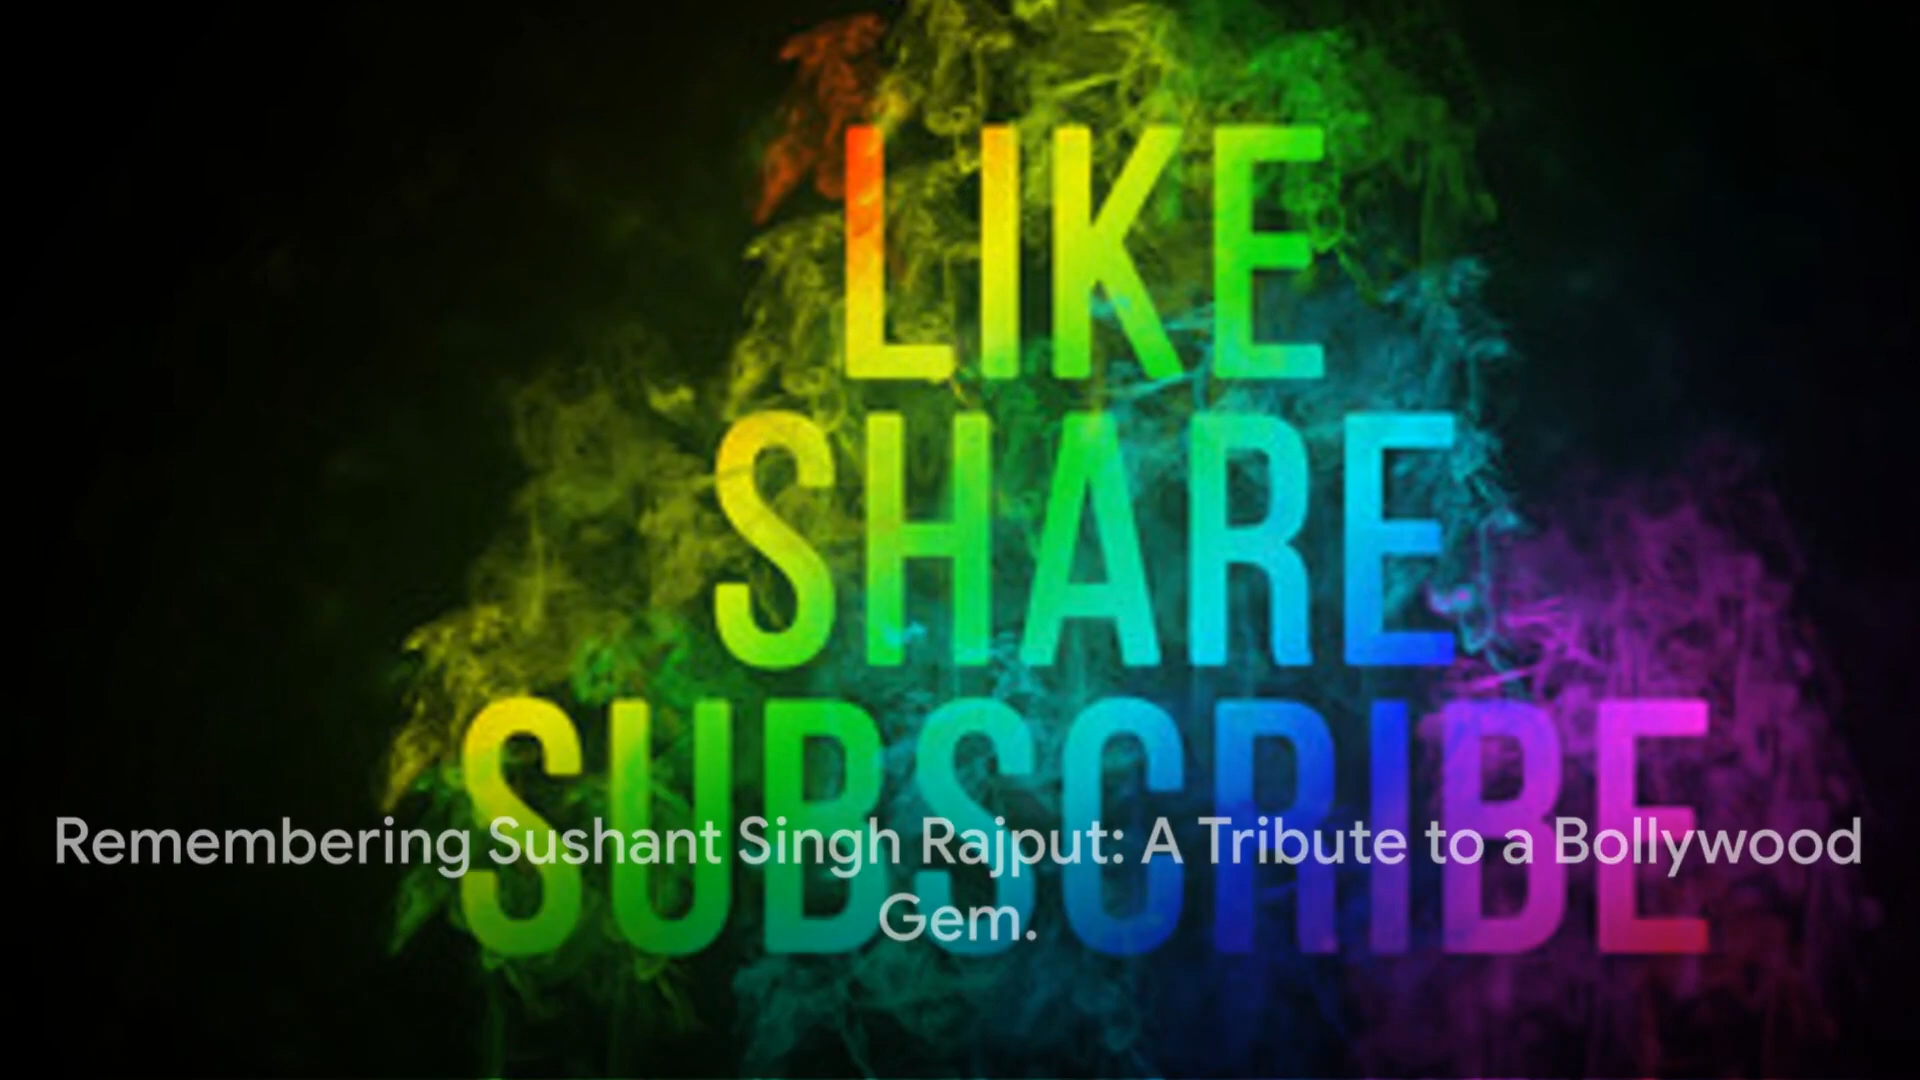 LIKE
SHARE
SUBSCRIBE
Remembering Sushant Singh Rajput: A Tribute to a Bollywood
Gem.